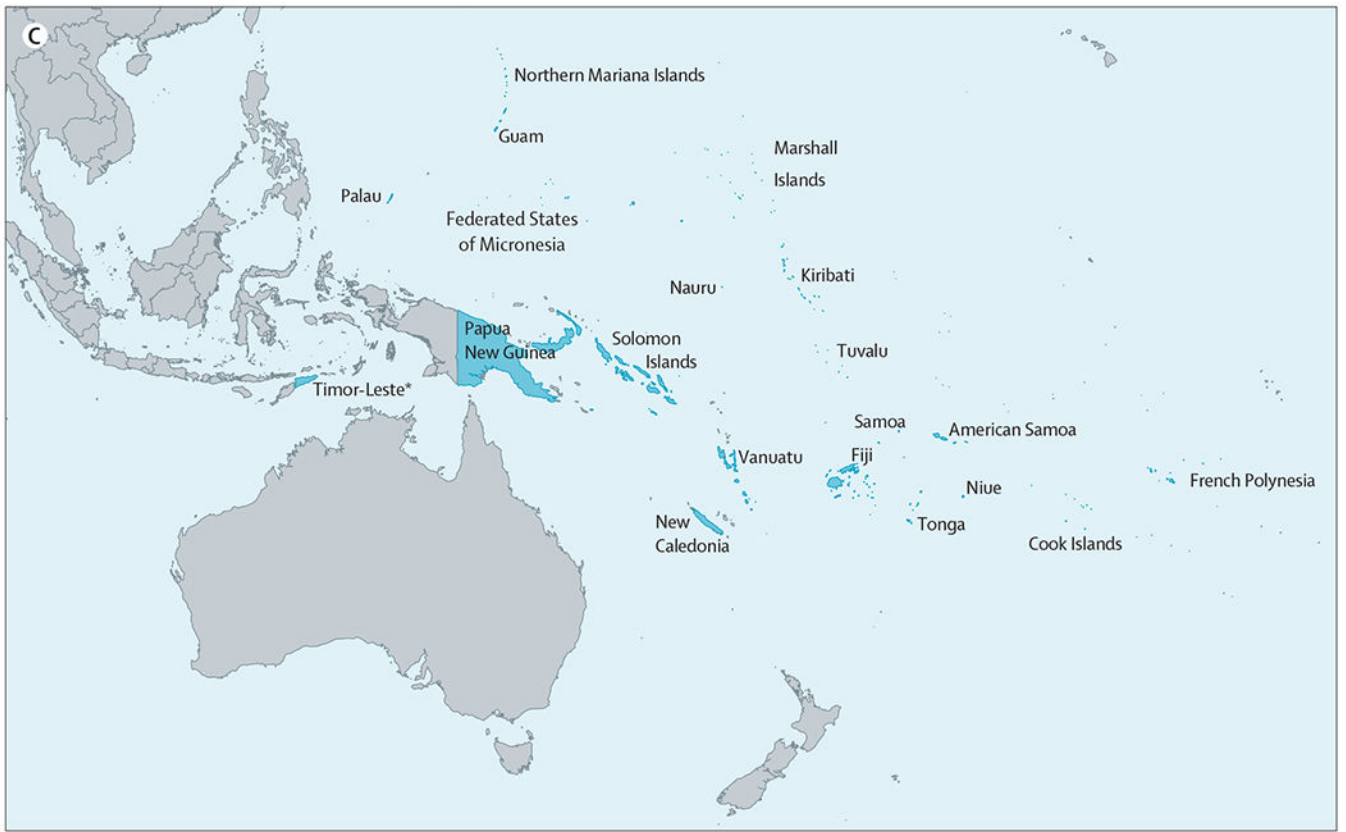 C
Northern Mariana Islands
Guam
Marshall
Islands
Palau
Federated States
of Micronesia
Kiribati
Nauru
Papua
New Guinea
Solomon
Islands
Tuvalu
Timor-Leste*
Samoa
American Samoa
Vanuatu
Fiji
French Polynesia
Niue
New
Caledonia
Tonga
Cook Islands